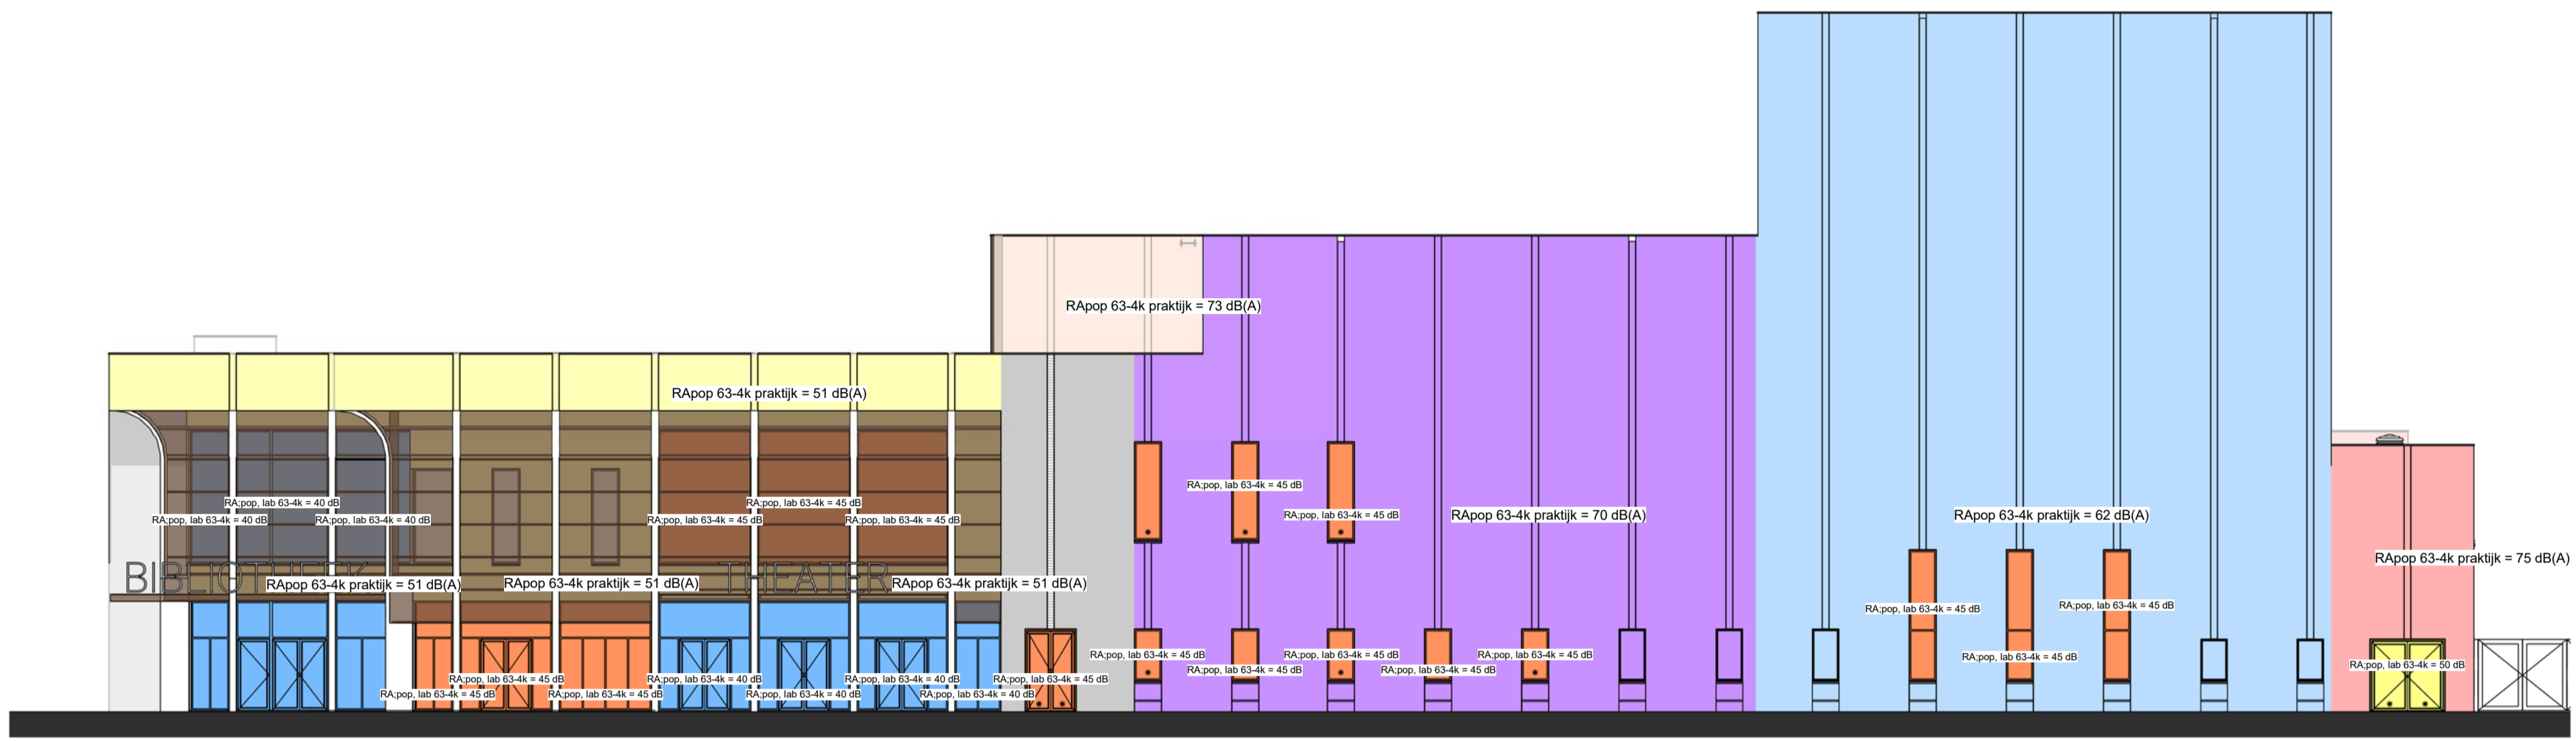 RApop 63-4k praktijk = 73 dB(A)
RApop 63-4k praktijk = 51 dB(A)
RA;pop, lab 63-4k = 40 dB
RA;pop, lab 63-4k = 40 dB
RA;pop, lab 63-4k = 40 dB
RA;pop, lab 63-4k = 45 dB
RA;pop, lab 63-4k = 45 dB
RA;pop, lab 63-4k = 45 dB
RA;pop, lab 63-4k = 45 dB
RA;pop, lab 63-4k = 45 dB
RApop 63-4k praktijk = 70 dB(A)
RApop 63-4k praktijk = 62 dB(A)
RApop 63-4k praktijk = 75 dB(A)
BIBLIOTHEEK
THEATER
RApop 63-4k praktijk = 51 dB(A)
RApop 63-4k praktijk = 51 dB(A)
RApop 63-4k praktijk = 51 dB(A)
RA;pop, lab 63-4k = 45 dB
RA;pop, lab 63-4k = 45 dB
RA;pop, lab 63-4k = 45 dB
RA;pop, lab 63-4k = 45 dB
RA;pop, lab 63-4k = 45 dB
RA;pop, lab 63-4k = 45 dB
RA;pop, lab 63-4k = 40 dB
RA;pop, lab 63-4k = 40 dB
RA;pop, lab 63-4k = 40 dB
RA;pop, lab 63-4k = 40 dB
RA;pop, lab 63-4k = 45 dB
RA;pop, lab 63-4k = 45 dB
RA;pop, lab 63-4k = 45 dB
RA;pop, lab 63-4k = 45 dB
RA;pop, lab 63-4k = 45 dB
RA;pop, lab 63-4k = 45 dB
RA;pop, lab 63-4k = 45 dB
RA;pop, lab 63-4k = 50 dB